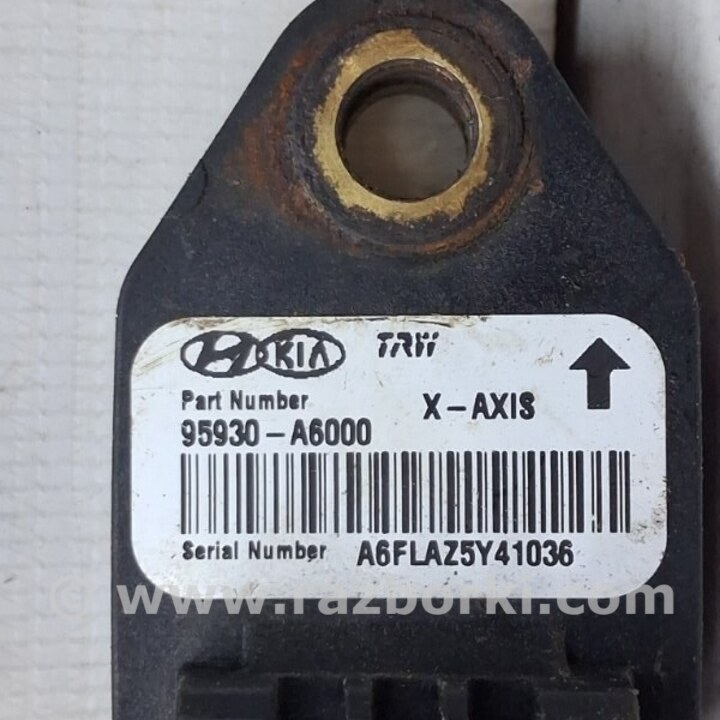 H KIA TRW
Part Number X-AXIS
95930-A6000
Serial Number A6FLAZ5Y41036
© www.razborki.com